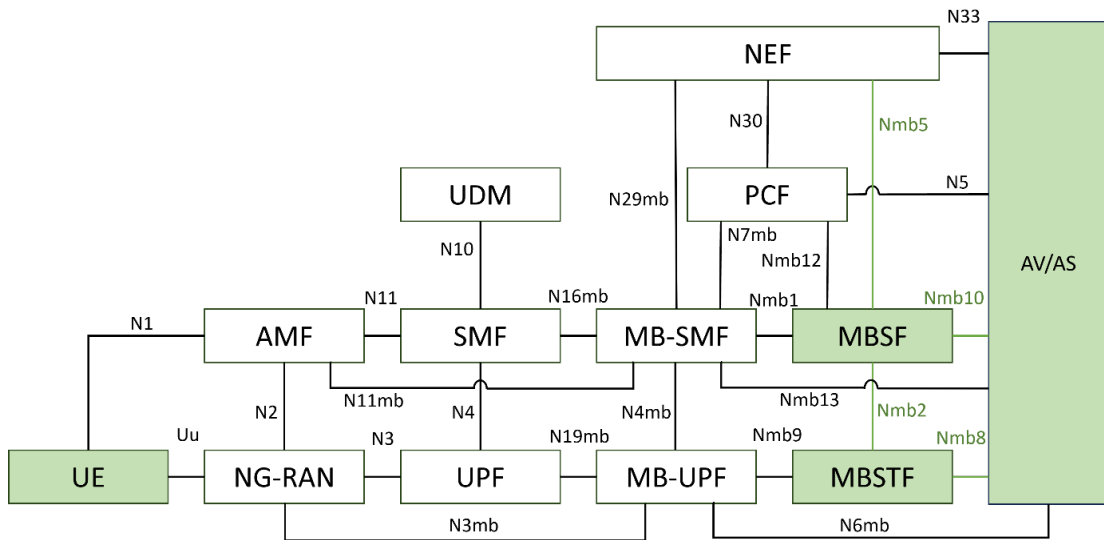 N33
NEF
N30
Nmb5
UDM
N29mb
PCF
N5
N10
N7mb
Nmb12
AV/AS
N1
N11
N16mb
Nmb1
Nmb10
AMF
SMF
MB-SMF
MBSF
N11mb
Nmb13
N2
N4
N4mb
Nmb2
Uu
N3
N19mb
Nmb9
Nmb8
UE
NG-RAN
UPF
MB-UPF
MBSTF
N3mb
N6mb